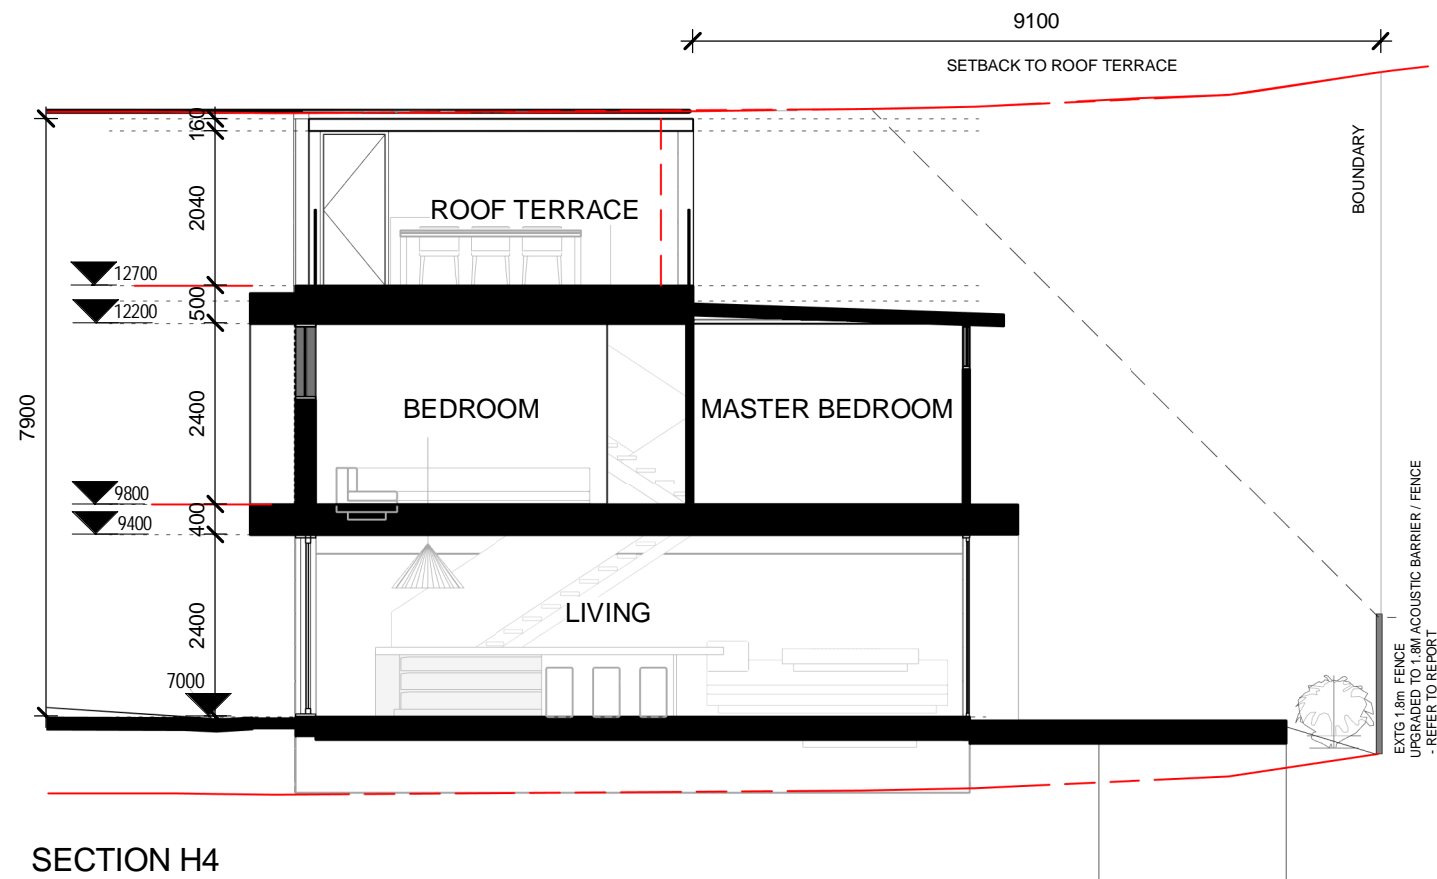 9100
SETBACK TO ROOF TERRACE
160
2040
ROOF TERRACE
BOUNDARY
12700
500
12200
7900
2400
BEDROOM
MASTER BEDROOM
9800
400
9400
2400
LIVING
7000
EXTG 1.8m FENCE
UPGRADED TO 1.8M ACOUSTIC BARRIER / FENCE
- REFER TO REPORT
SECTION H4